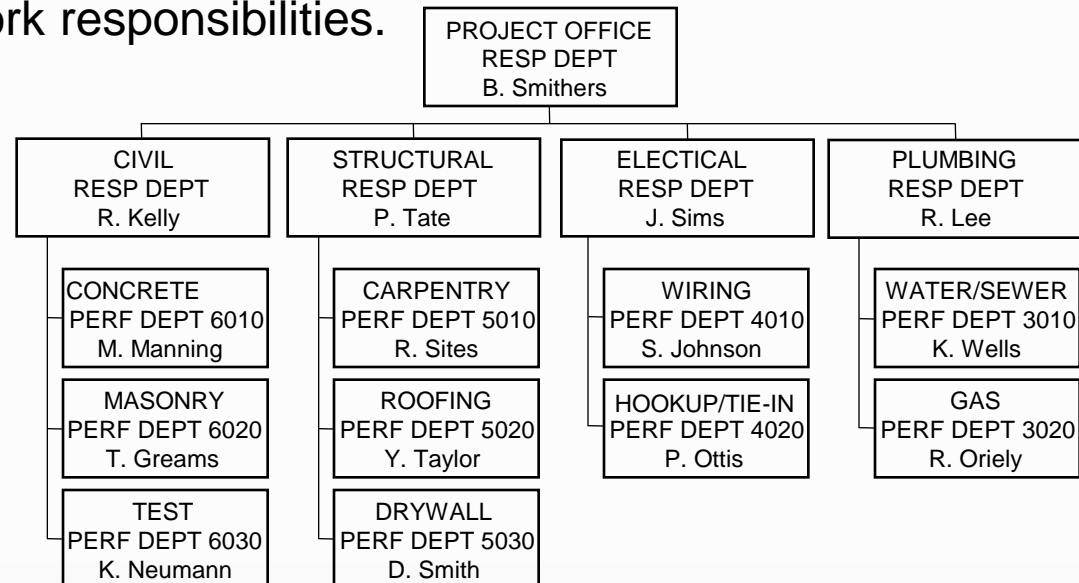 ork responsibilities.
PROJECT OFFICE
RESP DEPT
B. Smithers
CIVIL
RESP DEPT
R. Kelly
STRUCTURAL
RESP DEPT
P. Tate
ELECTICAL
RESP DEPT
J. Sims
PLUMBING
RESP DEPT
R. Lee
CONCRETE
PERF DEPT 6010
M. Manning
MASONRY
PERF DEPT 6020
T. Greams
TEST
PERF DEPT 6030
K. Neumann
CARPENTRY
PERF DEPT 5010
R. Sites
ROOFING
PERF DEPT 5020
Y. Taylor
DRYWALL
PERF DEPT 5030
D. Smith
WIRING
PERF DEPT 4010
S. Johnson
HOOKUP/TIE-IN
PERF DEPT 4020
P. Ottis
WATER/SEWER
PERF DEPT 3010
K. Wells
GAS
PERF DEPT 3020
R. Oriely